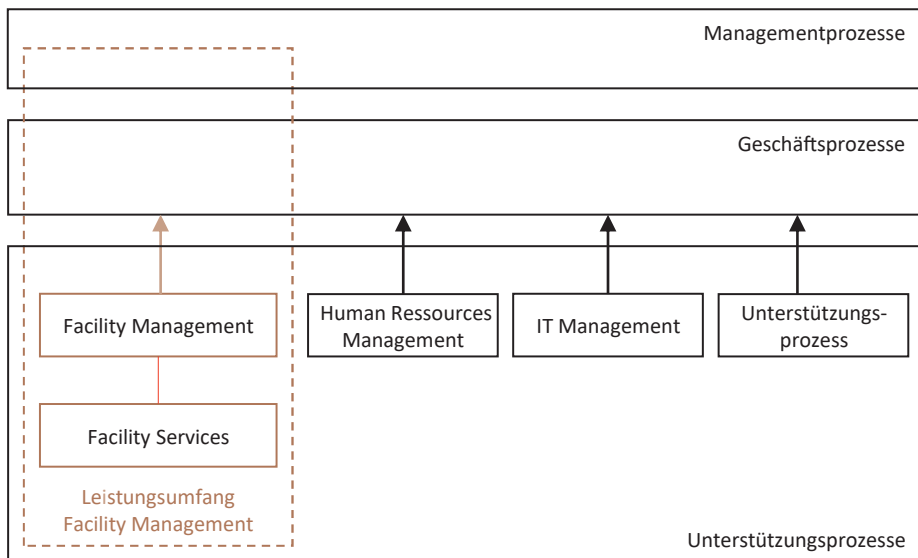 Managementprozesse
Geschäftsprozesse
Facility Management
Human Ressources
Management
IT Management
Unterstützungs-
prozess
Facility Services
Leistungsumfang
Facility Management
Unterstützungsprozesse